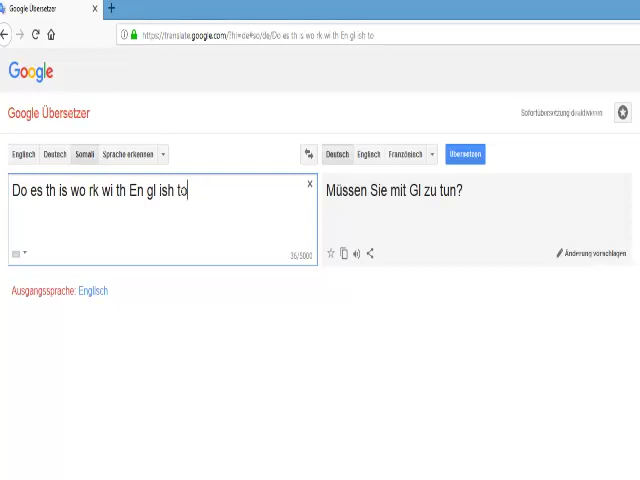 Google Übersetzer
https://translate.google.com/?hl=de#so/de/Do es th is wo rk wi th En gl ish to
Google
Google Übersetzer
Sofortübersetzung deaktivieren
Englisch Deutsch Somali Sprache erkennen
Deutsch Englisch Französisch Übersetzen
Do es th is wo rk wi th En gl ish to
Müssen Sie mit Gl zu tun?
36/5000
Änderung vorschlagen
Ausgangssprache: Englisch